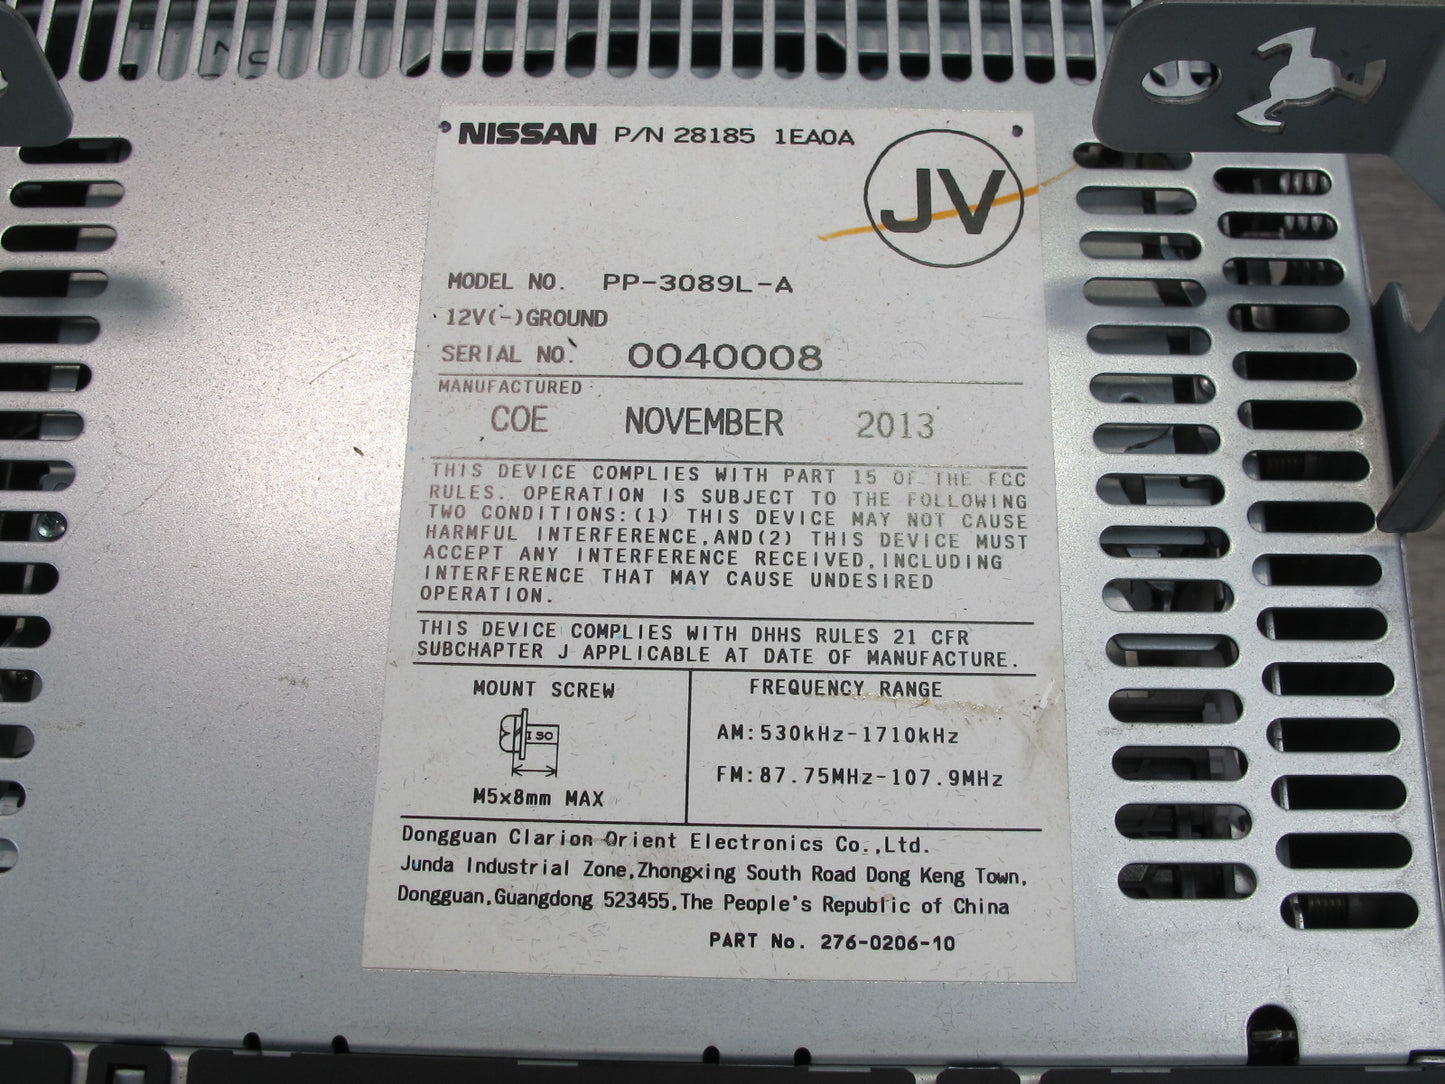 NISSAN P/N 28185 1EA0A
JV
MODEL NO. PP-3089L-A
12V(-)GROUND
SERIAL NO. 0040008
MANUFACTURED
COE NOVEMBER 2013
THIS DEVICE COMPLIES WITH PART 15 OF THE FCC
RULES. OPERATION IS SUBJECT TO THE FOLLOWING
TWO CONDITIONS:(1) THIS DEVICE MAY NOT CAUSE
HARMFUL INTERFERENCE,AND(2) THIS DEVICE MUST
ACCEPT ANY INTERFERENCE RECEIVED,INCLUDING
INTERFERENCE THAT MAY CAUSE UNDESIRED
OPERATION.
THIS DEVICE COMPLIES WITH DHHS RULES 21 CFR
SUBCHAPTER J APPLICABLE AT DATE OF MANUFACTURE.
MOUNT SCREW
ISO
M5x8mm MAX
FREQUENCY RANGE
AM:530kHz-1710kHz
FM:87.75MHz-107.9MHz
Dongguan Clarion Orient Electronics Co.,Ltd.
Junda Industrial Zone,Zhongxing South Road Dong Keng Town,
Dongguan,Guangdong 523455,The People's Republic of China
PART No. 276-0206-10